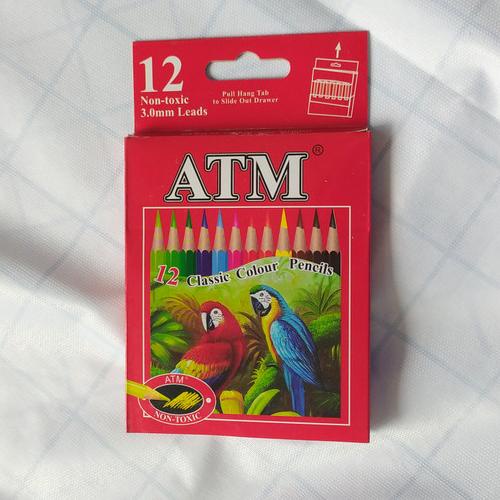 12
Non-toxic
3.0mm Leads
Pull Hang Tab
to Slide Out Drawer
ATM®
12 Classic Colour Pencils
ATM
NON-TOXIC